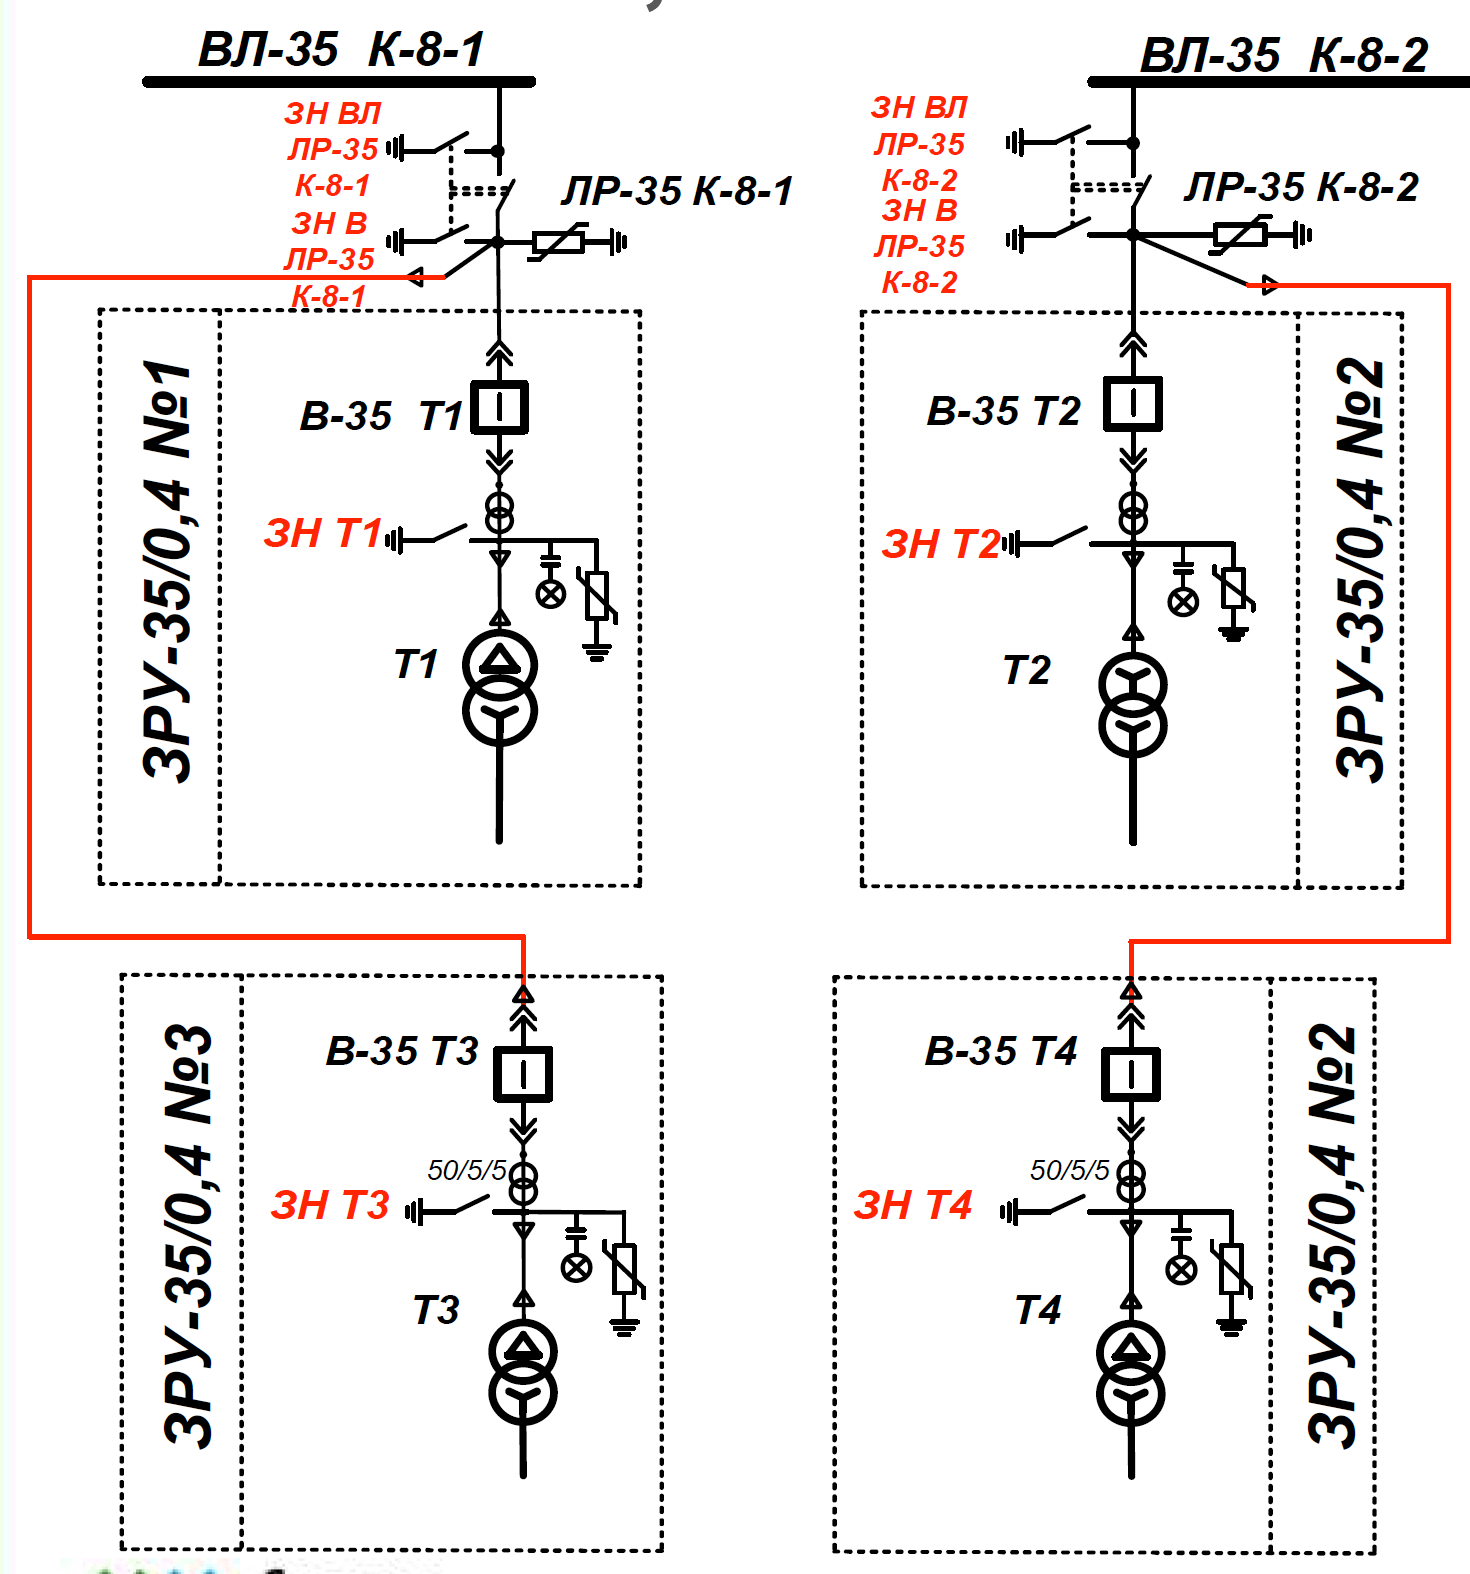 ВЛ-35 К-8-1
ЗН ВЛ
ЛР-35
К-8-1
ЗН В
ЛР-35
К-8-1
ЛР-35 К-8-1
ЗРУ-35/0,4 №1
В-35 Т1
ЗН Т1
Т1
ВЛ-35 К-8-2
ЗН ВЛ
ЛР-35
К-8-2
ЗН В
ЛР-35
К-8-2
ЛР-35 К-8-2
В-35 Т2
ЗН Т2
Т2
ЗРУ-35/0,4 №2
ЗРУ-35/0,4 №3
В-35 Т3
50/5/5
ЗН Т3
Т3
В-35 Т4
50/5/5
ЗН Т4
Т4
ЗРУ-35/0,4 №2